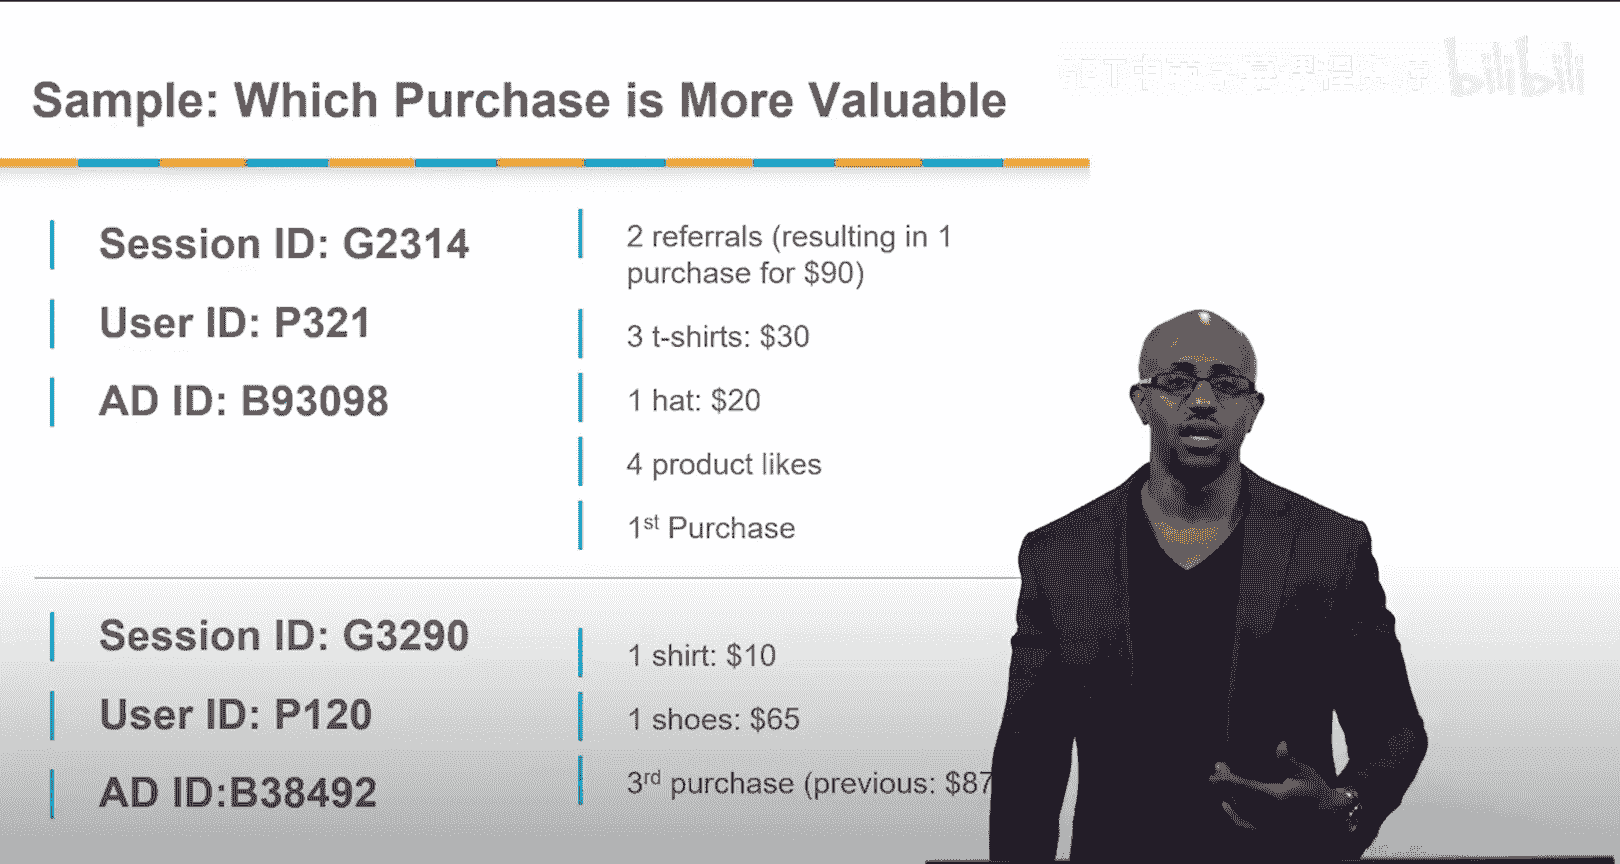 bilibili
Sample: Which Purchase is More Valuable
Session ID: G2314
User ID: P321
AD ID: B93098
2 referrals (resulting in 1
purchase for $90)
3 t-shirts: $30
1 hat: $20
4 product likes
1st Purchase
Session ID: G3290
User ID: P120
AD ID:B38492
1 shirt: $10
1 shoes: $65
3rd purchase (previous: $87